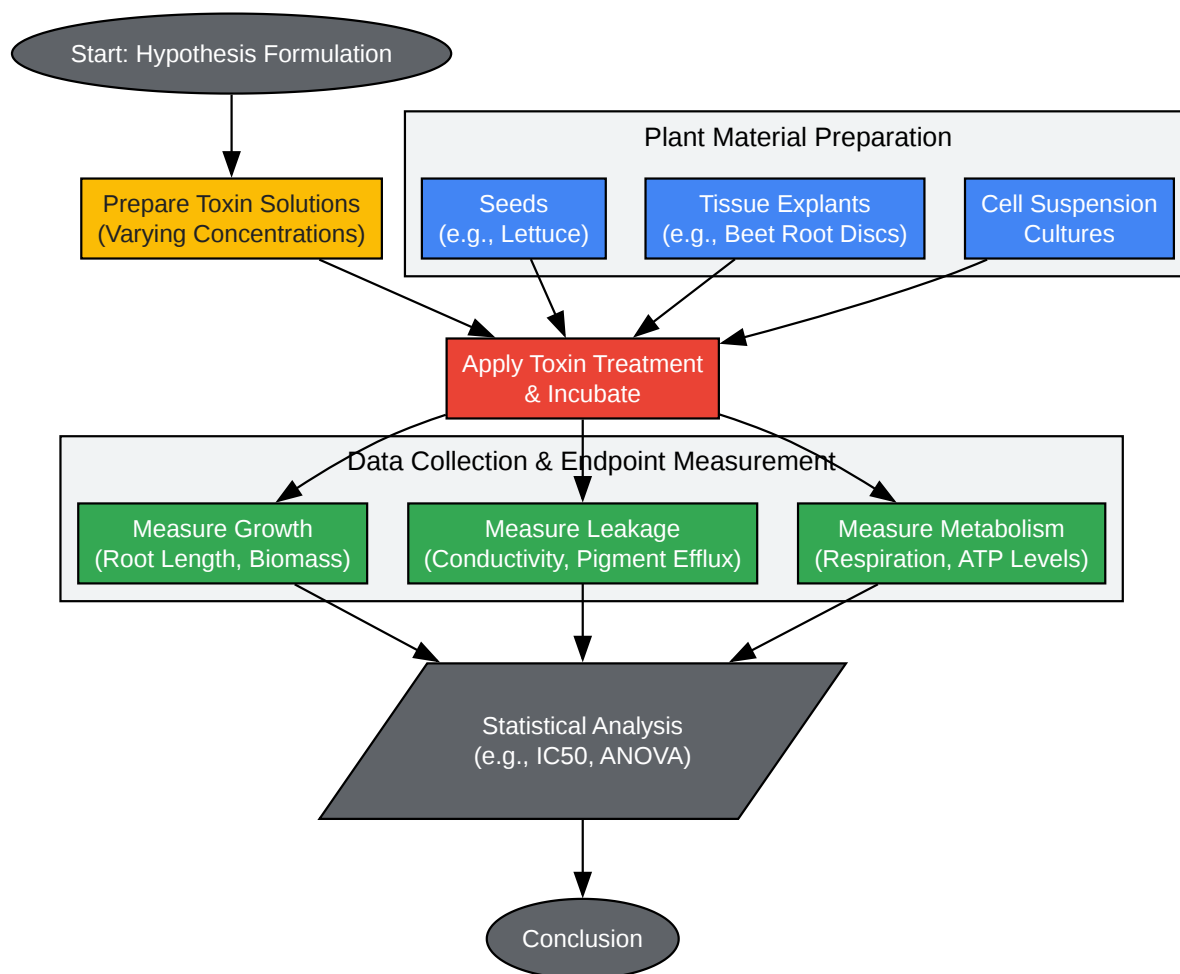 Start: Hypothesis Formulation
Plant Material Preparation
Prepare Toxin Solutions
(Varying Concentrations)
Seeds
(e.g., Lettuce)
Tissue Explants
(e.g., Beet Root Discs)
Cell Suspension
Cultures
Apply Toxin Treatment
& Incubate
Data Collection & Endpoint Measurement
Measure Growth
(Root Length, Biomass)
Measure Leakage
(Conductivity, Pigment Efflux)
Measure Metabolism
(Respiration, ATP Levels)
Statistical Analysis
(e.g., IC50, ANOVA)
Conclusion